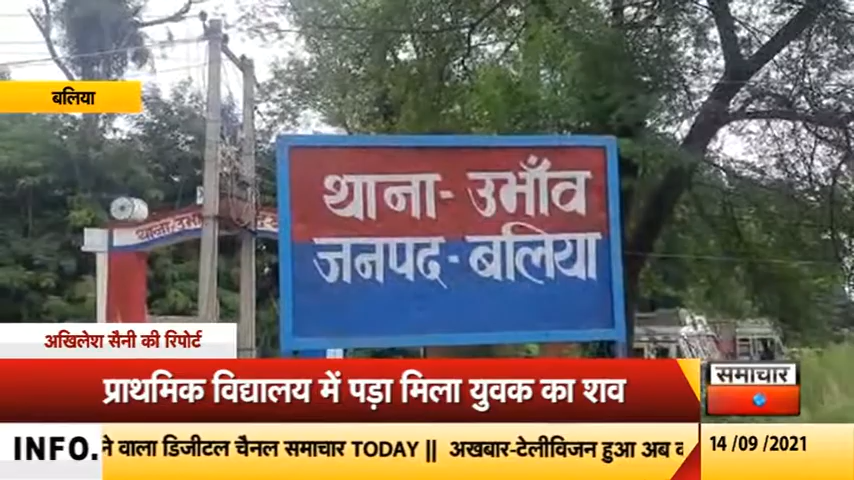 बलिया
थाना - उभाँव
जनपद - बलिया
थाना उभां
अखिलेश सैनी की रिपोर्ट
प्राथमिक विद्यालय में पड़ा मिला युवक का शव
समाचार
INFO.
ने वाला डिजीटल चैनल समाचार TODAY || अखबार-टेलीविजन हुआ अब
14 /09 /2021